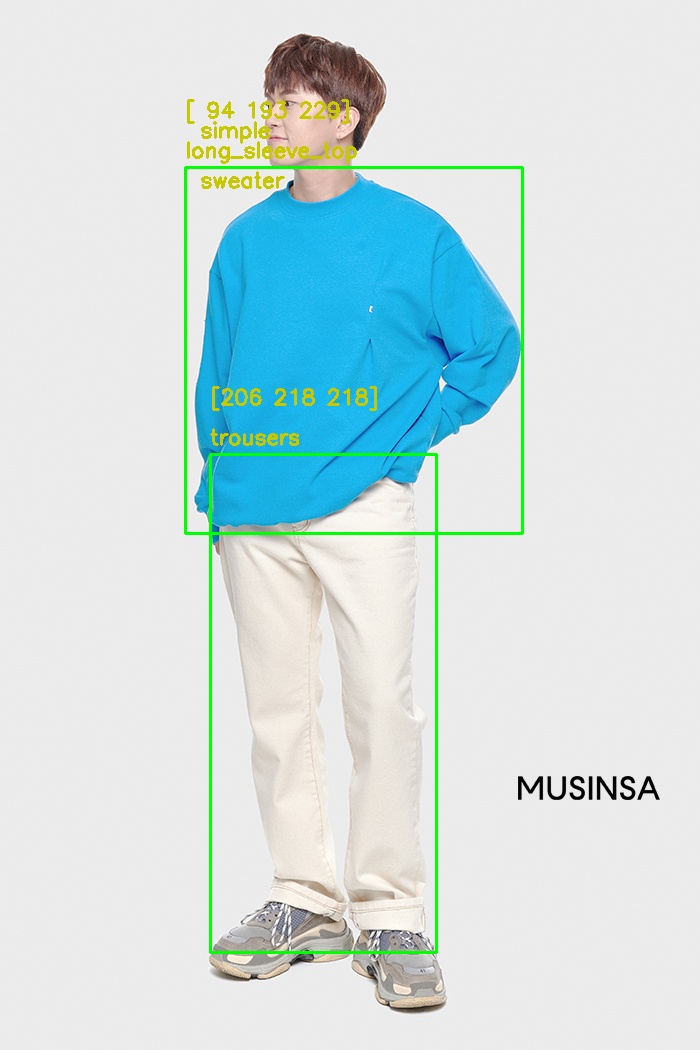 [ 94 193 229]
simple
long_sleeve_top
sweater
[206 218 218]
trousers
MUSINSA